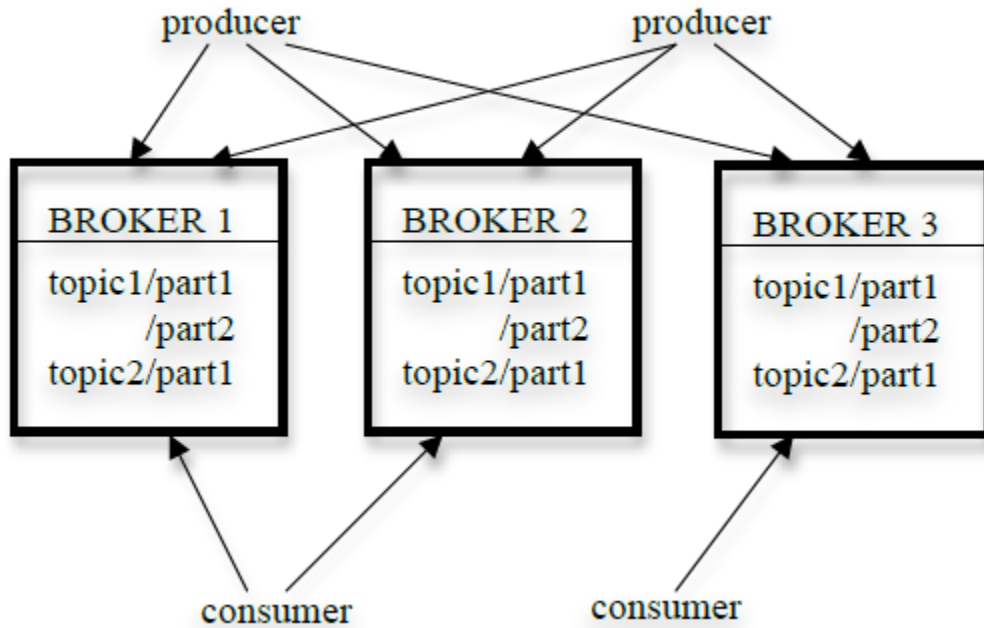 producer
producer
BROKER 1
topic1/part1
/part2
topic2/part1
BROKER 2
topic1/part1
/part2
topic2/part1
BROKER 3
topic1/part1
/part2
topic2/part1
consumer
consumer